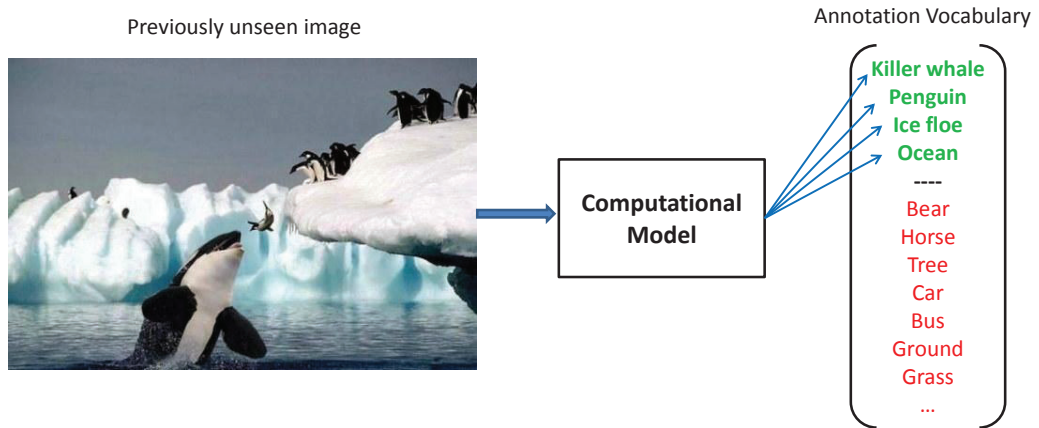 Previously unseen image
Annotation Vocabulary
Killer whale
Penguin
Ice floe
Ocean
----
Computational
Model
Bear
Horse
Tree
Car
Bus
Ground
Grass
...